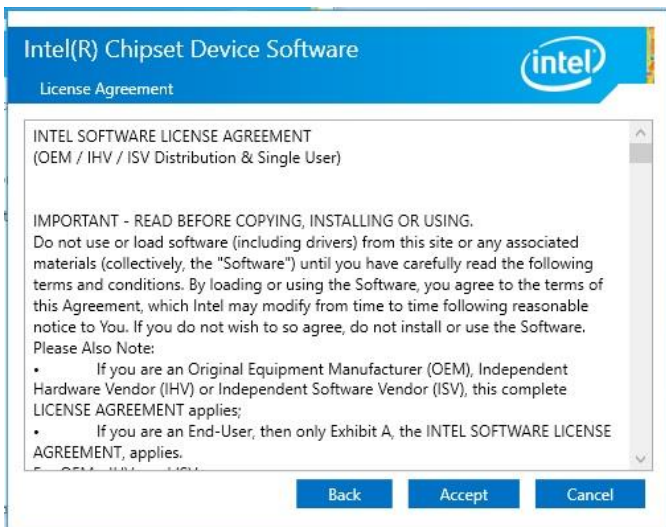 Intel(R) Chipset Device Software
intel
License Agreement
INTEL SOFTWARE LICENSE AGREEMENT
(OEM / IHV / ISV Distribution & Single User)
IMPORTANT - READ BEFORE COPYING, INSTALLING OR USING.
Do not use or load software (including drivers) from this site or any associated
materials (collectively, the "Software") until you have carefully read the following
terms and conditions. By loading or using the Software, you agree to the terms of
this Agreement, which Intel may modify from time to time following reasonable
notice to You. If you do not wish to so agree, do not install or use the Software.
Please Also Note:
• If you are an Original Equipment Manufacturer (OEM), Independent
Hardware Vendor (IHV) or Independent Software Vendor (ISV), this complete
LICENSE AGREEMENT applies;
• If you are an End-User, then only Exhibit A, the INTEL SOFTWARE LICENSE
AGREEMENT, applies.
Back Accept Cancel